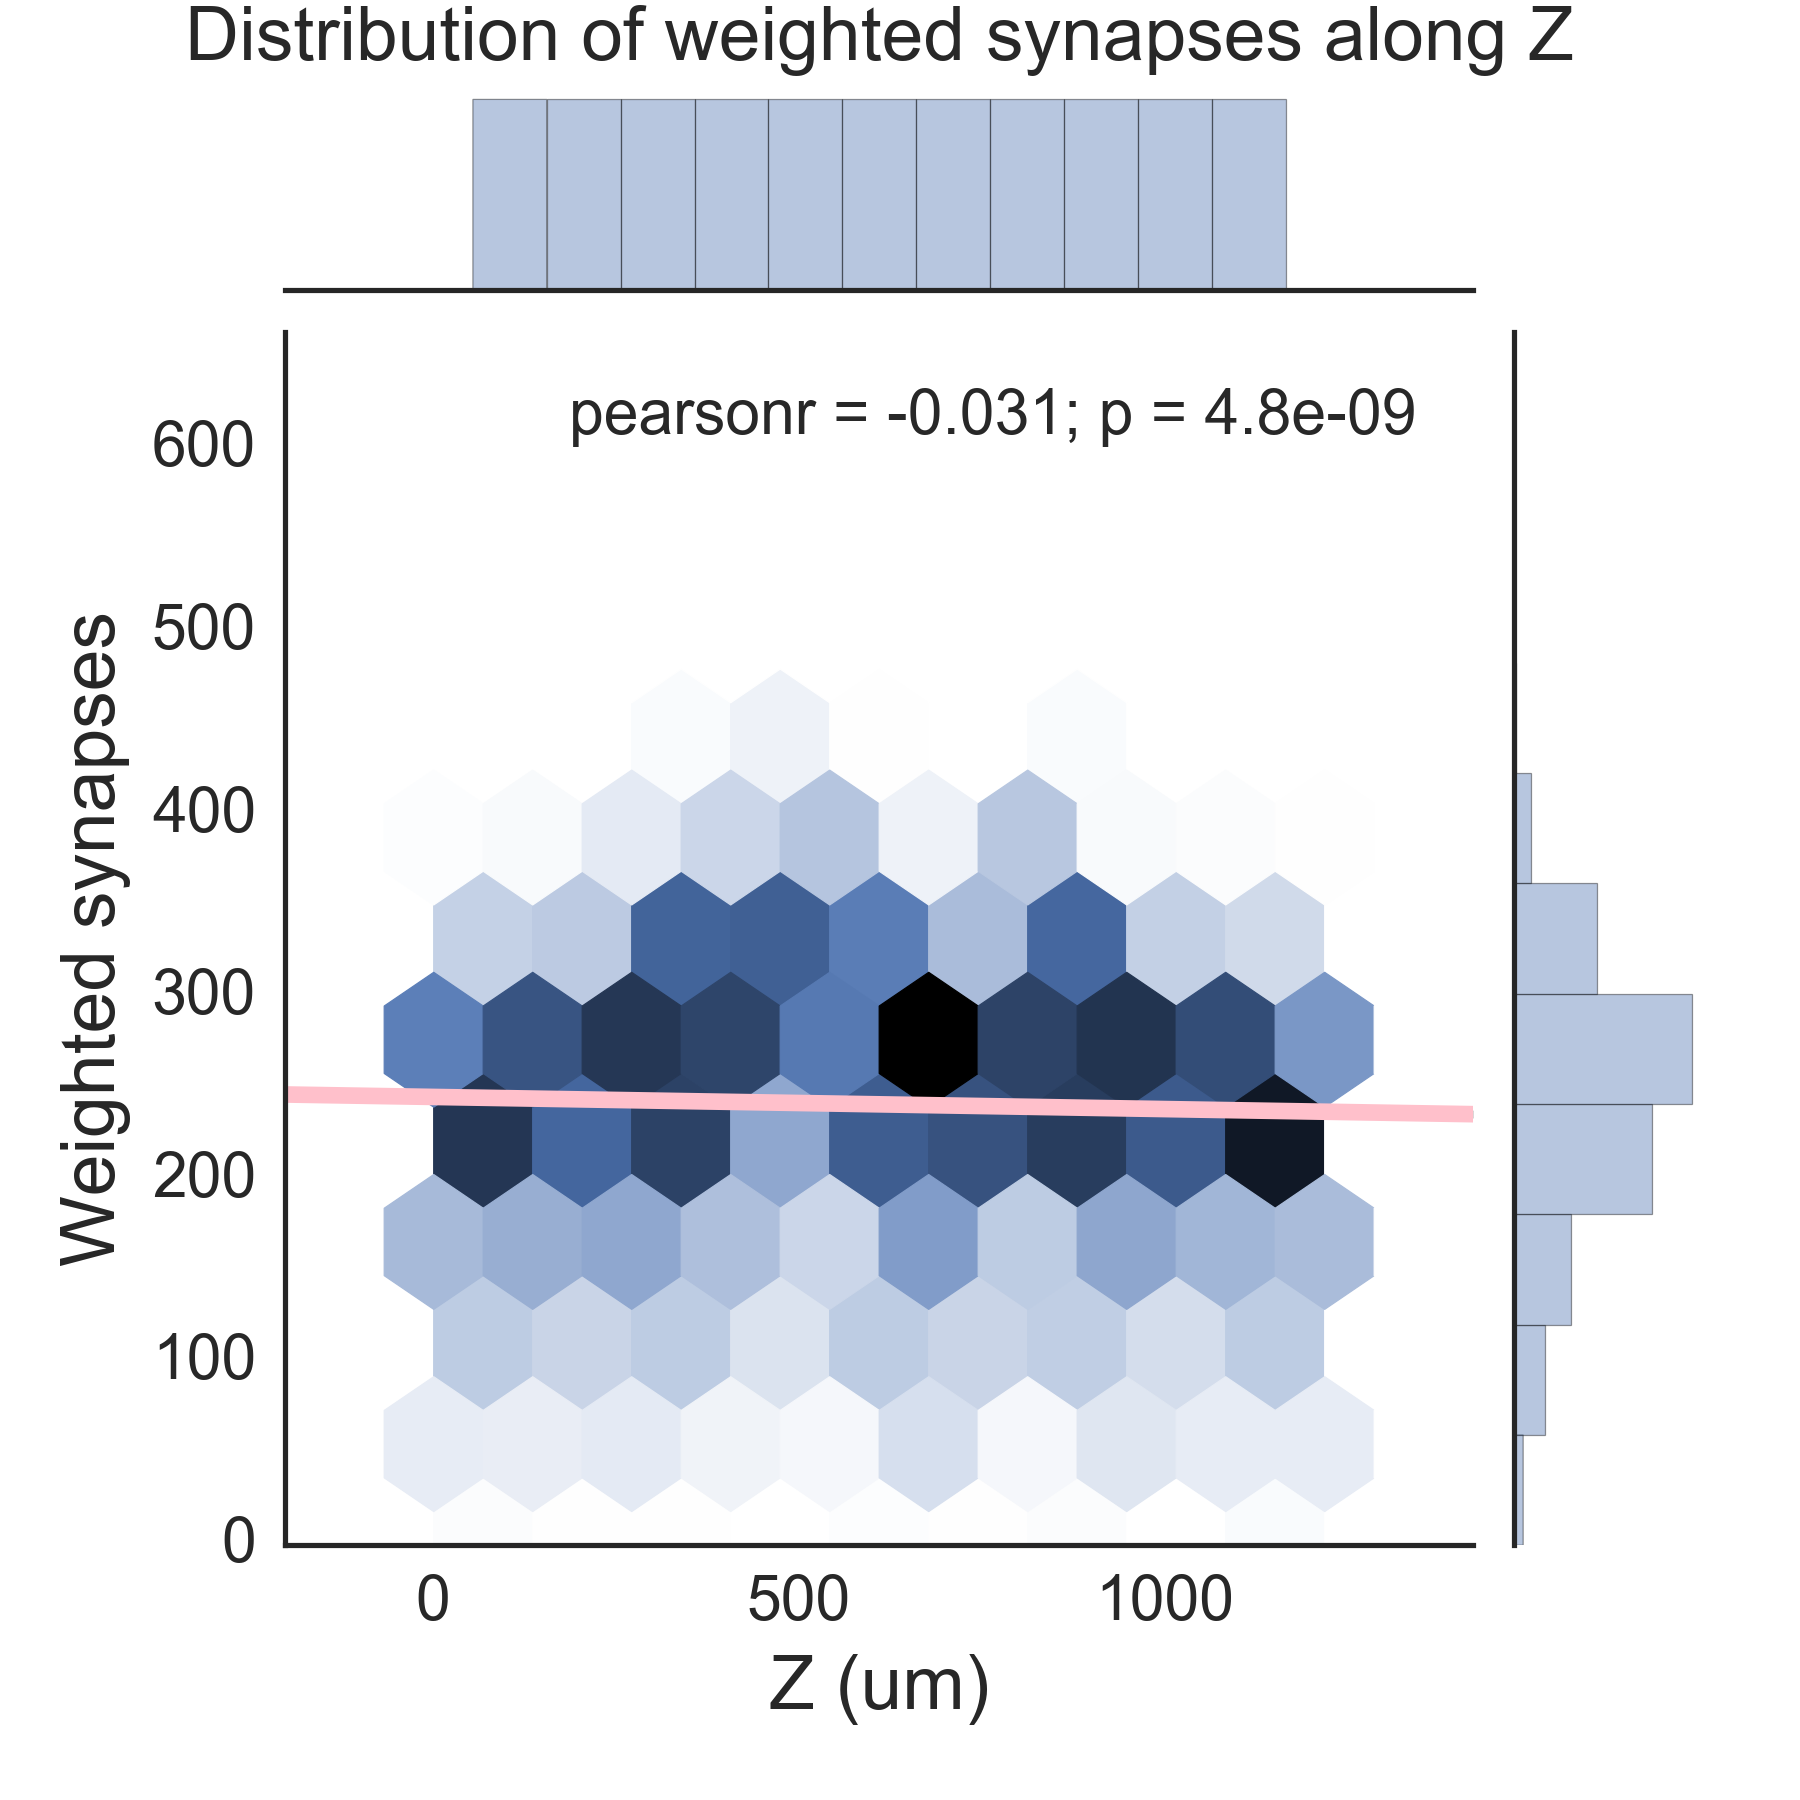 Distribution of weighted synapses along Z
pearsonr = -0.031; p = 4.8e-09
Weighted synapses
600
500
400
300
200
100
0
0 500 1000
Z (um)